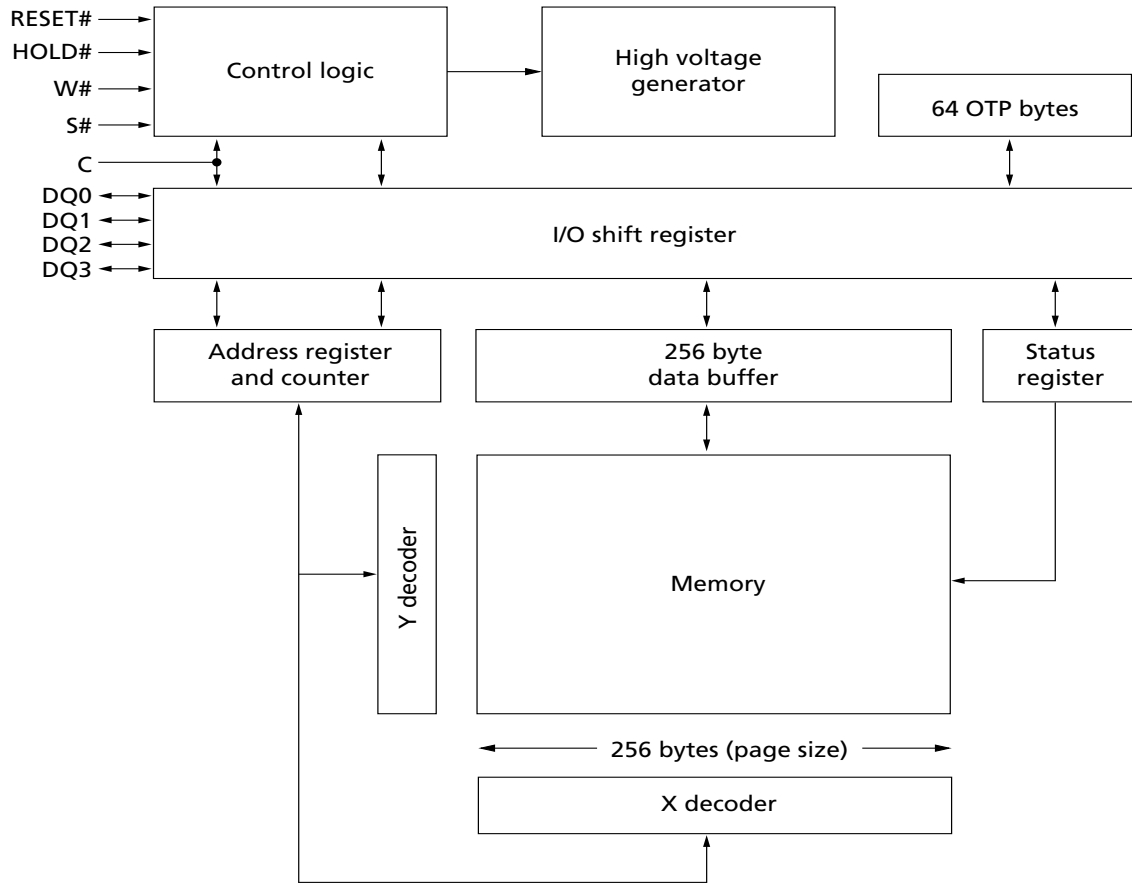 RESET#
HOLD#
W#
S#
C
Control logic
High voltage
generator
64 OTP bytes
DQ0
DQ1
DQ2
DQ3
I/O shift register
Address register
and counter
256 byte
data buffer
Status
register
Y decoder
Memory
256 bytes (page size)
X decoder